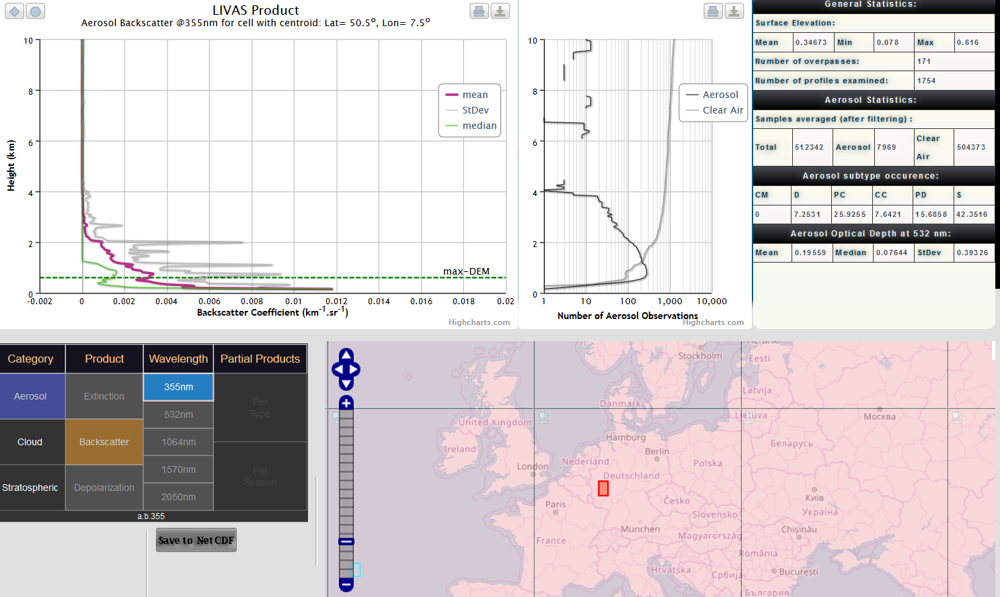 LIVAS Product
Aerosol Backscatter @355nm for cell with centroid: Lat= 50.5º, Lon= 7.5º
10
8
6
4
2
0
Height (km)
mean
StDev
median
max-DEM
-0.002
0
0.002
0.004
0.006
0.008
0.01
0.012
0.014
0.016
0.018
0.02
Backscatter Coefficient (km-1.sr-1)
Highcharts.com
10
8
6
4
2
0
Aerosol
Clear Air
1
10
100
1,000
10,000
Number of Aerosol Observations
Highcharts.com
General Statistics:
Surface Elevation:
Mean 0.34673 Min 0.078 Max 0.616
Number of overpasses: 171
Number of profiles examined: 1754
Aerosol Statistics:
Samples averaged (after filtering) :
Total 512342 Aerosol 7969 Clear Air 504373
Aerosol subtype occurence:
CM D PC CC PD S
0 7.2531 25.9255 7.6421 15.6858 42.3516
Aerosol Optical Depth at 532 nm:
Mean 0.19559 Median 0.07644 StDev 0.39326
Category Product Wavelength Partial Products
Aerosol
Cloud
Stratospheric
Extinction
Backscatter
Depolarization
355nm
532nm
1064nm
1570nm
2050nm
Per
Type
Per
Season
a.b.355
Save to NetCDF
Stockholm
Eesti
Latvija
Danmark
Lietuva
Москва
United Kingdom
Ireland
Hamburg
Беларусь
Berlin
London
Nederland
Polska
Deutschland
Paris
Česko
Київ
Україна
Slovensko
München
Magyarország
Chișinău
France
România
Hrvatska
Србија
București
България